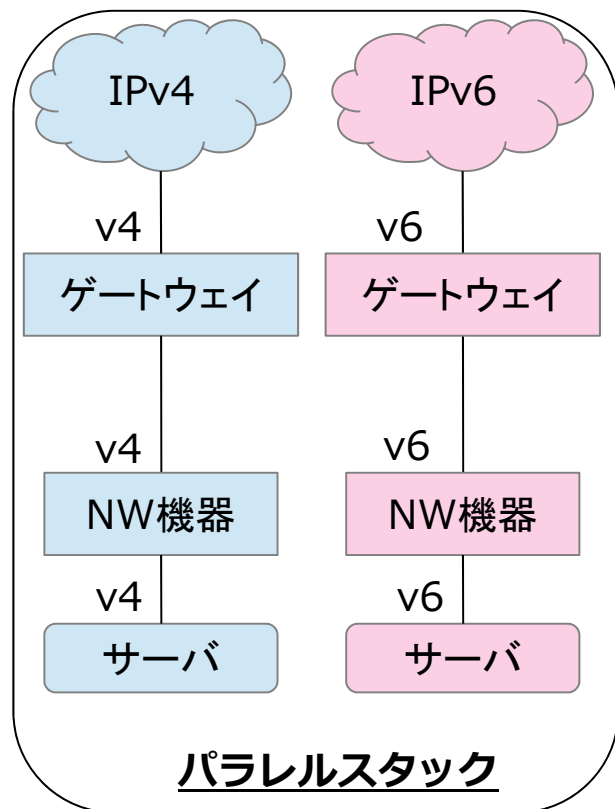 IPv4
IPv6
v4
v6
ゲートウェイ
ゲートウェイ
v4
v6
NW機器
NW機器
v4
v6
サーバ
サーバ
パラレルスタック